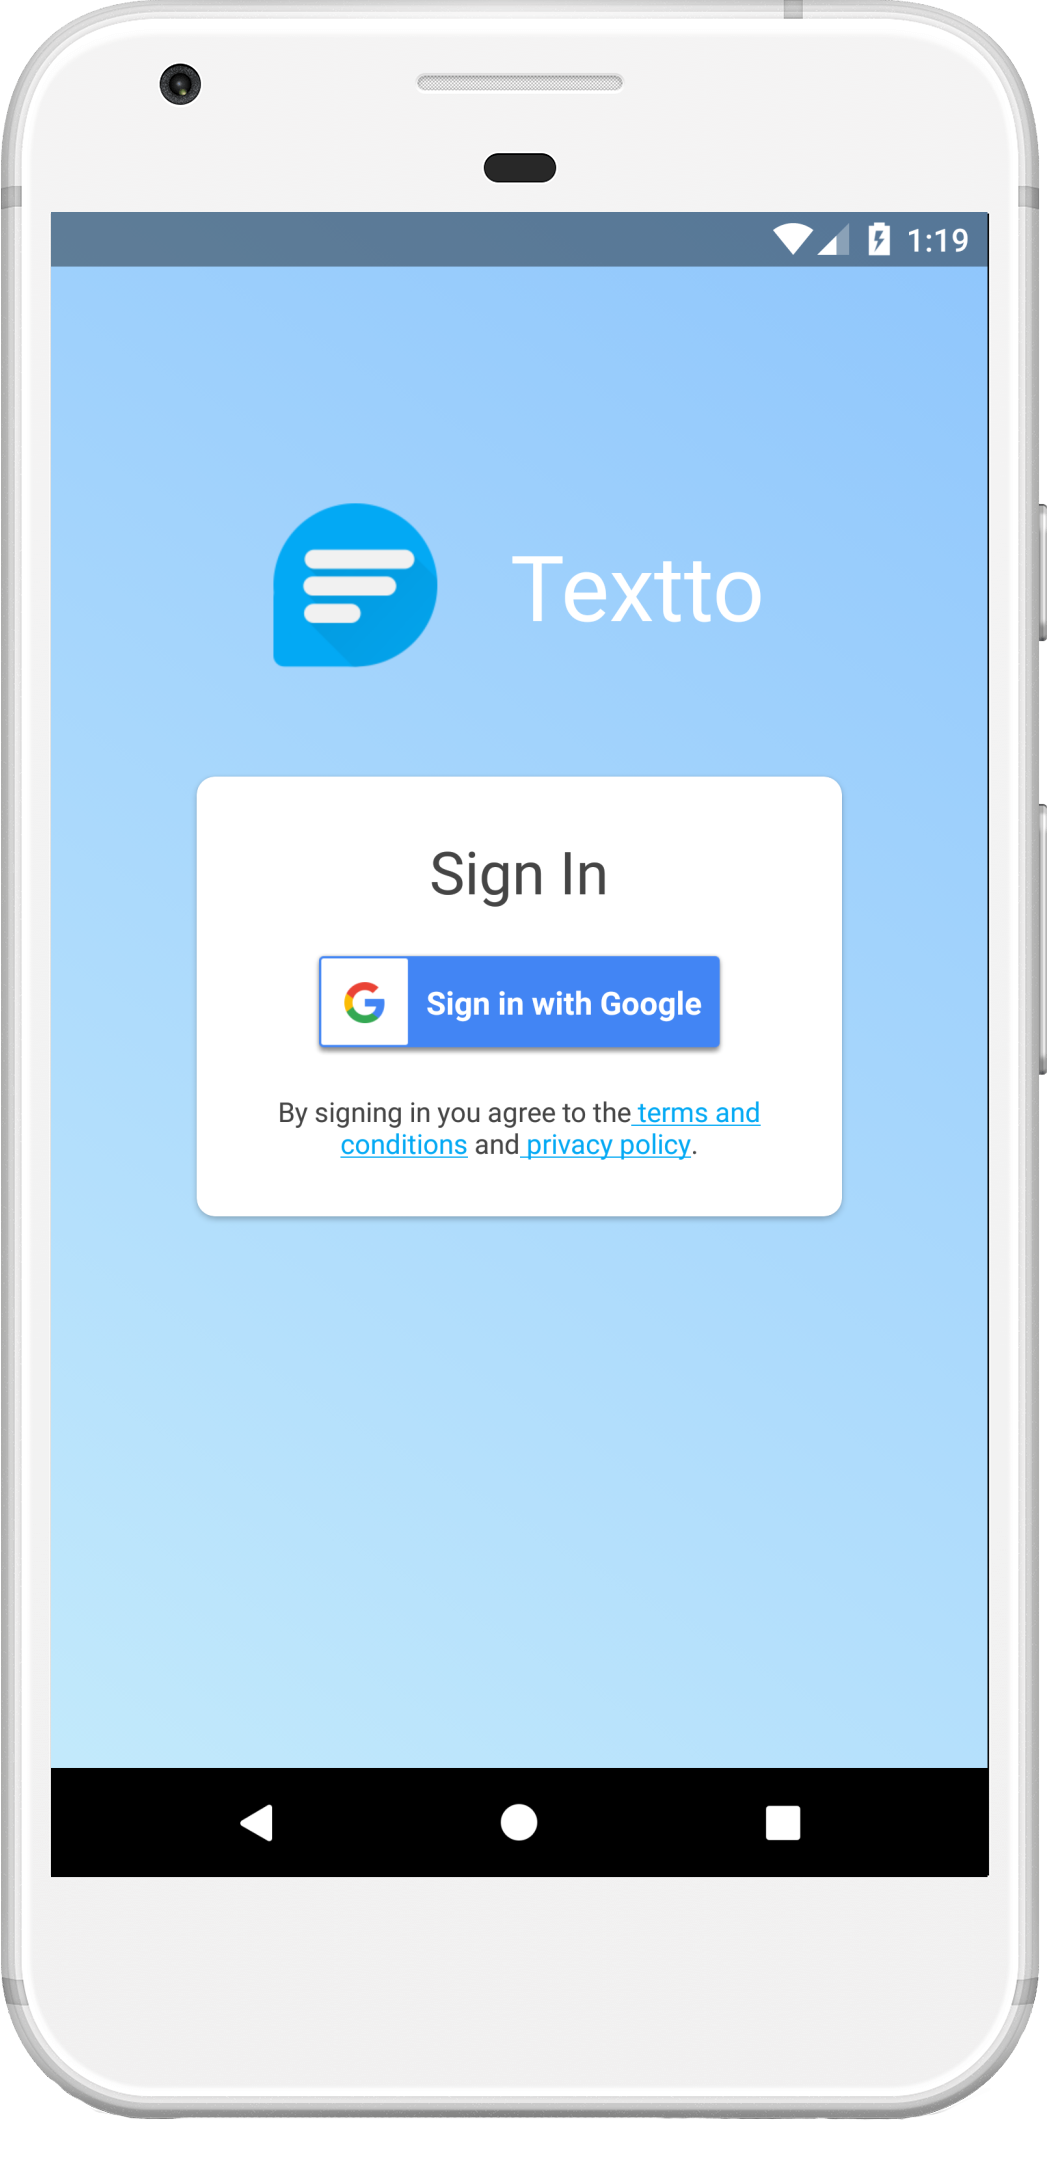 1:19
Textto
Sign In
Sign in with Google
By signing in you agree to the terms and
conditions and privacy policy.